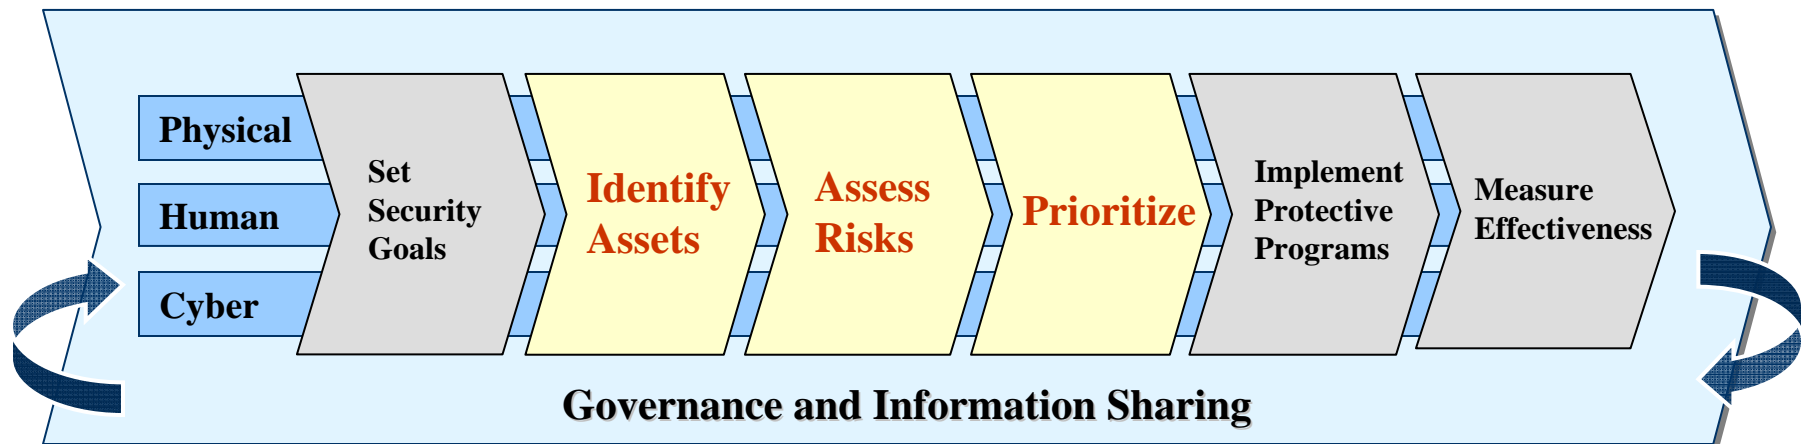 Physical
Human
Cyber
Set
Security
Goals
Identify
Assets
Assess
Risks
Prioritize
Implement
Protective
Programs
Measure
Effectiveness
Governance and Information Sharing